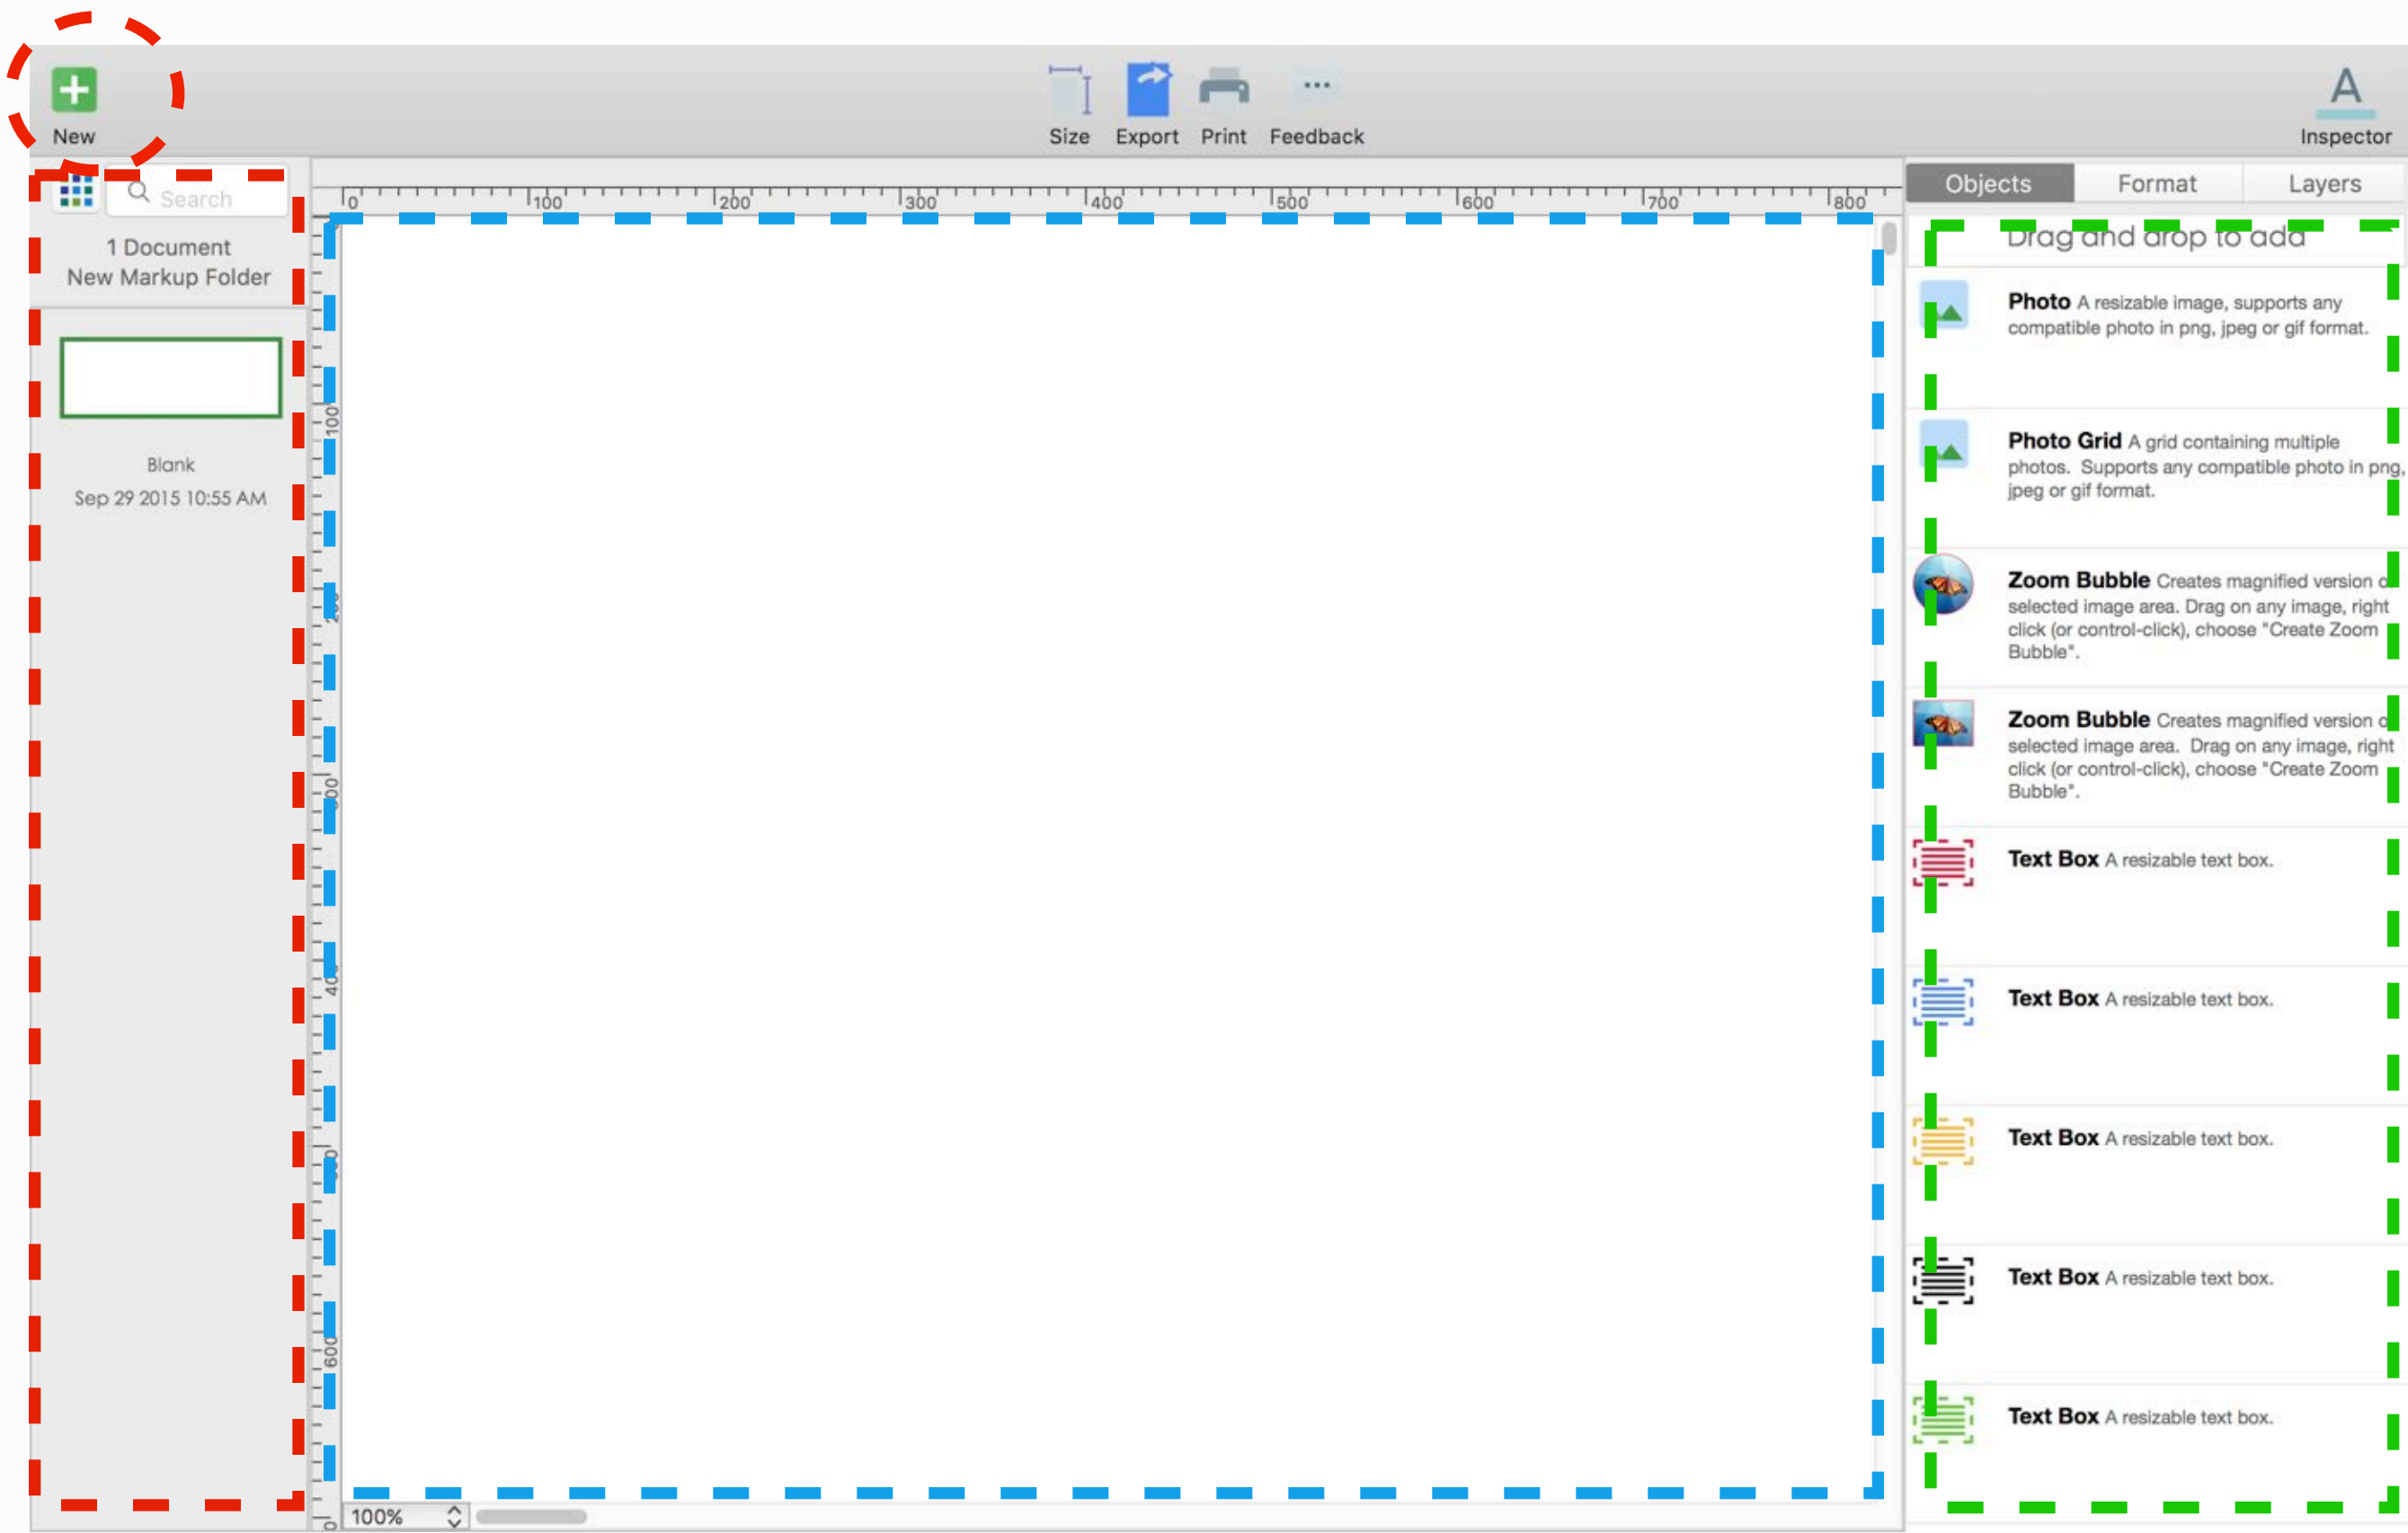 New
Size Export Print Feedback
Inspector
Search
1 Document
New Markup Folder
Blank
Sep 29 2015 10:55 AM
0 100 200 300 400 500 600 700 800
100
600
100%
Objects Format Layers
Drag and drop to add
Photo A resizable image, supports any
compatible photo in png, jpeg or gif format.
Photo Grid A grid containing multiple
photos. Supports any compatible photo in png,
jpeg or gif format.
Zoom Bubble Creates magnified version
selected image area. Drag on any image, right
click (or control-click), choose "Create Zoom
Bubble".
Zoom Bubble Creates magnified version
selected image area. Drag on any image, right
click (or control-click), choose "Create Zoom
Bubble".
Text Box A resizable text box.
Text Box A resizable text box.
Text Box A resizable text box.
Text Box A resizable text box.
Text Box A resizable text box.